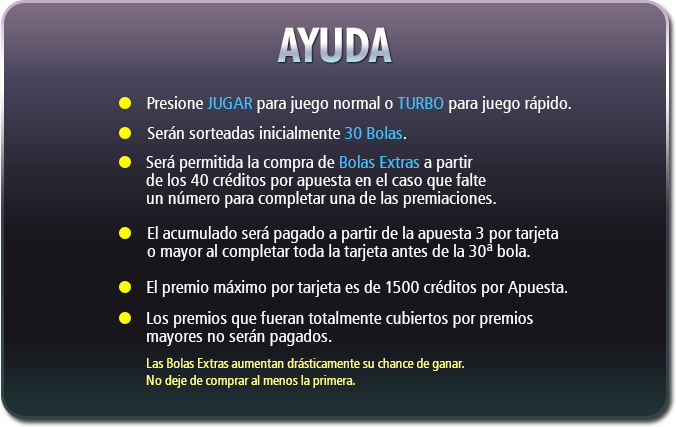 AYUDA
Presione JUGAR para juego normal o TURBO para juego rápido.
Serán sorteadas inicialmente 30 Bolas.
Será permitida la compra de Bolas Extras a partir
de los 40 créditos por apuesta en el caso que falte
un número para completar una de las premiaciones.
El acumulado será pagado a partir de la apuesta 3 por tarjeta
o mayor al completar toda la tarjeta antes de la 30ª bola.
El premio máximo por tarjeta es de 1500 créditos por Apuesta.
Los premios que fueran totalmente cubiertos por premios
mayores no serán pagados.
Las Bolas Extras aumentan drásticamente su chance de ganar.
No deje de comprar al menos la primera.